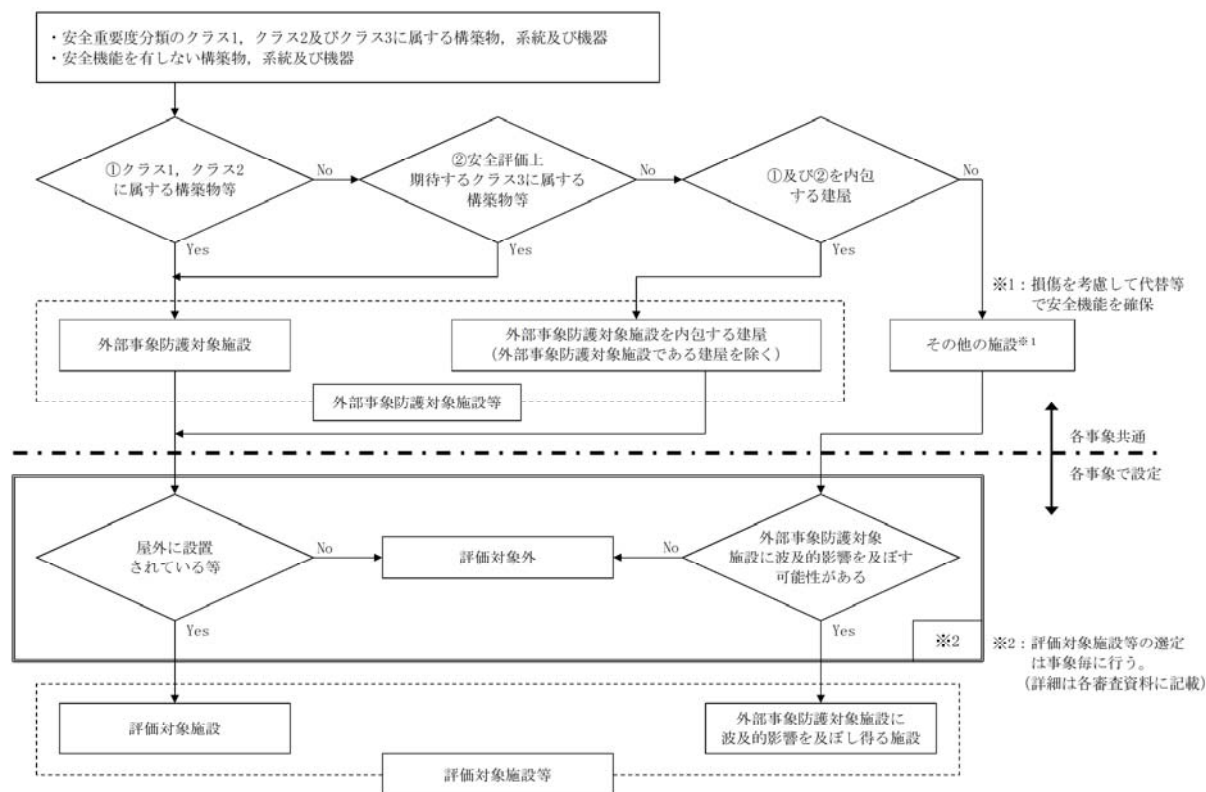 ・安全重要度分類のクラス1，クラス2及びクラス3に属する構築物，系統及び機器
・安全機能を有しない構築物，系統及び機器
①クラス1，クラス2
に属する構築物等
No
②安全評価上
期待するクラス3に属する
構築物等
No
①及び②を内包
する建屋
No
Yes
Yes
Yes
※1：損傷を考慮して代替等
で安全機能を確保
外部事象防護対象施設
外部事象防護対象施設を内包する建屋
（外部事象防護対象施設である建屋を除く）
その他の施設※1
外部事象防護対象施設等
各事象共通
各事象で設定
屋外に設置
されている等
No
評価対象外
No
外部事象防護対象
施設に波及的影響を及ぼす
可能性がある
Yes
Yes
※2
※2：評価対象施設等の選定
は事象毎に行う。
（詳細は各審査資料に記載）
評価対象施設
外部事象防護対象施設に
波及的影響を及ぼし得る施設
評価対象施設等